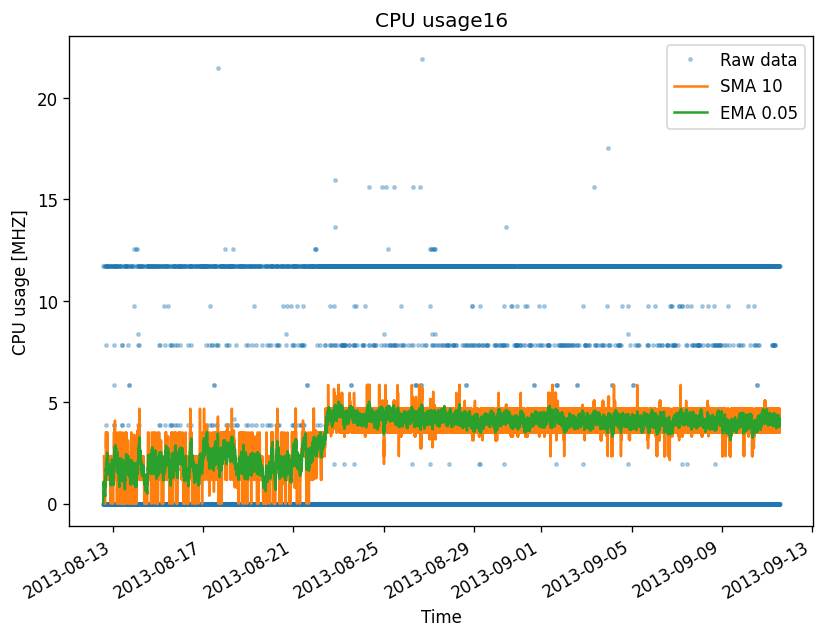 CPU usage16
Raw data
SMA 10
EMA 0.05
CPU usage [MHZ]
20
15
10
5
0
2013-08-13
2013-08-17
2013-08-21
2013-08-25
2013-08-29
2013-09-01
2013-09-05
2013-09-09
2013-09-13
Time